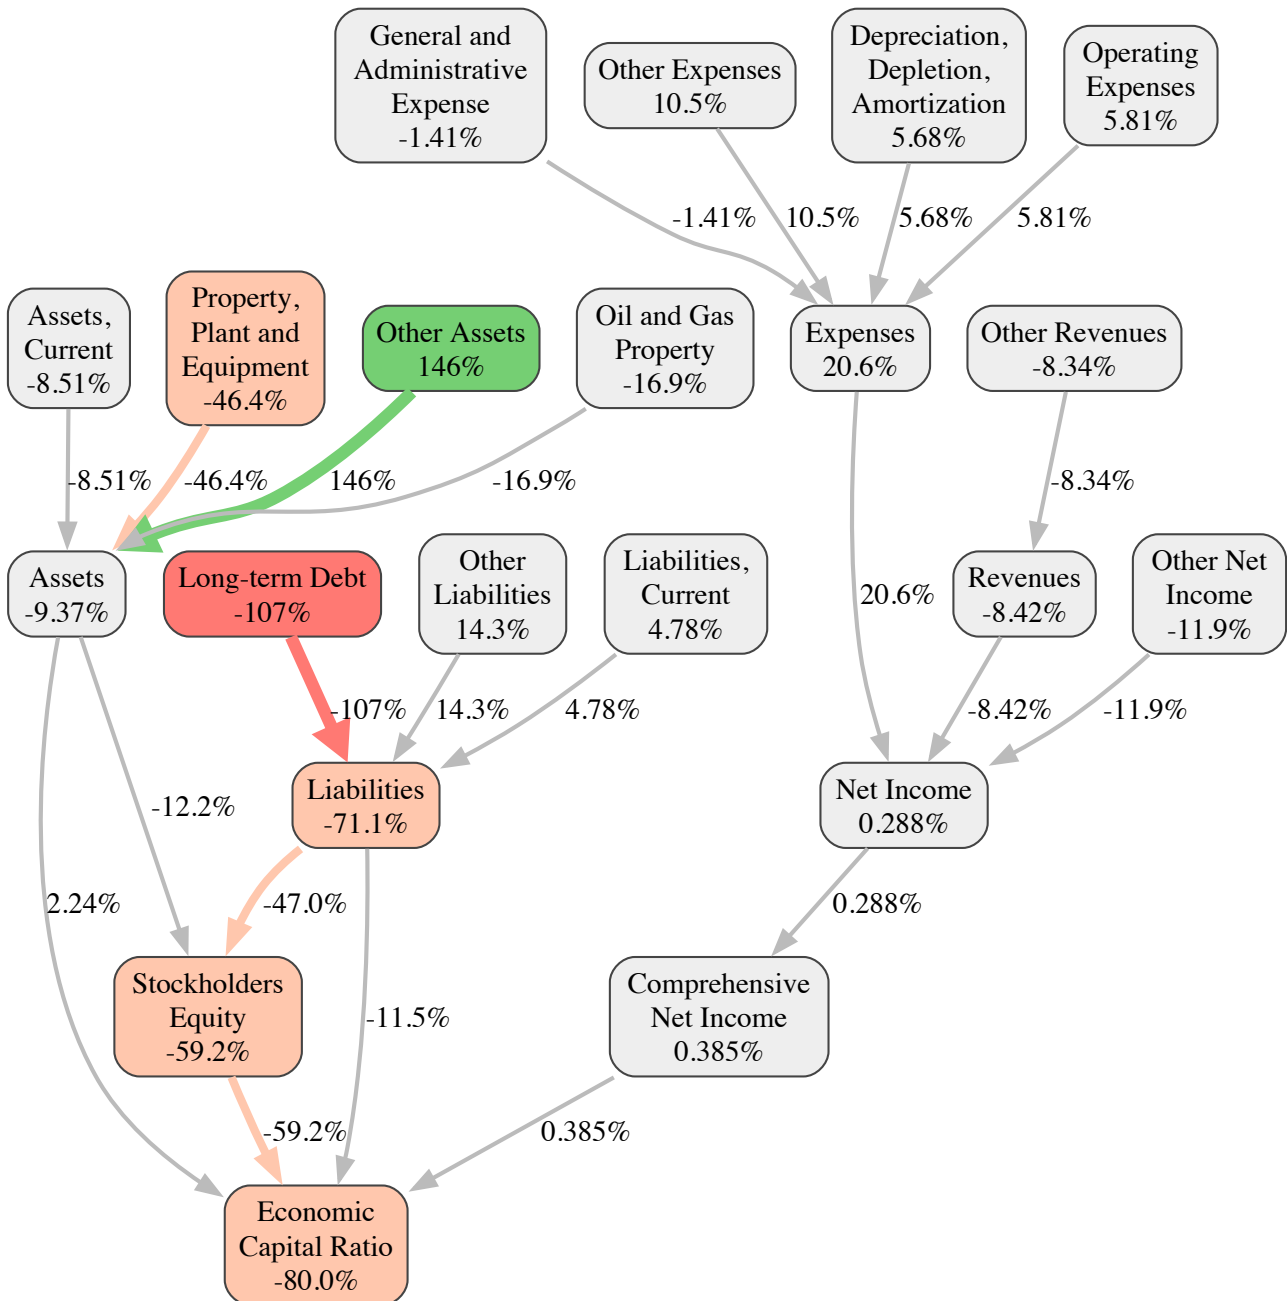 General and
Administrative
Expense
-1.41%
Other Expenses
10.5%
Depreciation,
Depletion,
Amortization
5.68%
Operating
Expenses
5.81%
-1.41%
10.5%
5.68%
5.81%
Assets,
Current
-8.51%
Property,
Plant and
Equipment
-46.4%
Other Assets
146%
Oil and Gas
Property
-16.9%
Expenses
20.6%
Other Revenues
-8.34%
-8.51%
-46.4%
146%
-16.9%
-8.34%
Assets
-9.37%
Long-term Debt
-107%
Other
Liabilities
14.3%
Liabilities,
Current
4.78%
20.6%
Revenues
-8.42%
Other Net
Income
-11.9%
-107%
14.3%
4.78%
-8.42%
-11.9%
-12.2%
Liabilities
-71.1%
Net Income
0.288%
2.24%
-47.0%
0.288%
Stockholders
Equity
-59.2%
-11.5%
Comprehensive
Net Income
0.385%
-59.2%
0.385%
Economic
Capital Ratio
-80.0%